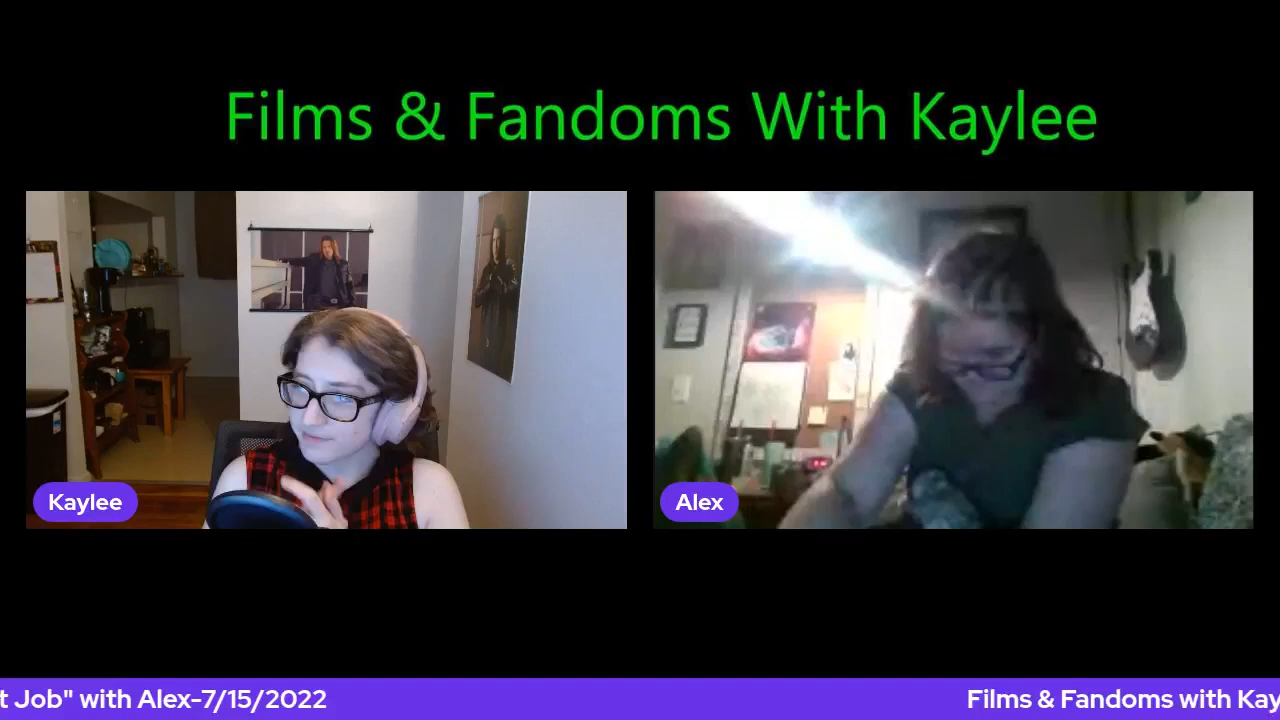 Films & Fandoms With Kaylee
Kaylee
Alex
t Job" with Alex-7/15/2022
Films & Fandoms with Kay